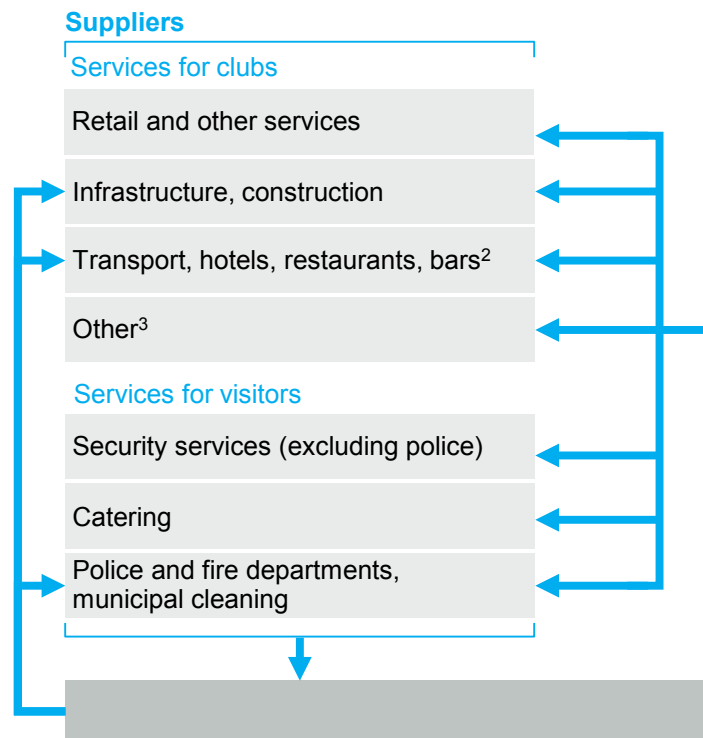 Suppliers
Services for clubs
Retail and other services
Infrastructure, construction
Transport, hotels, restaurants, bars²
Other³
Services for visitors
Security services (excluding police)
Catering
Police and fire departments,
municipal cleaning